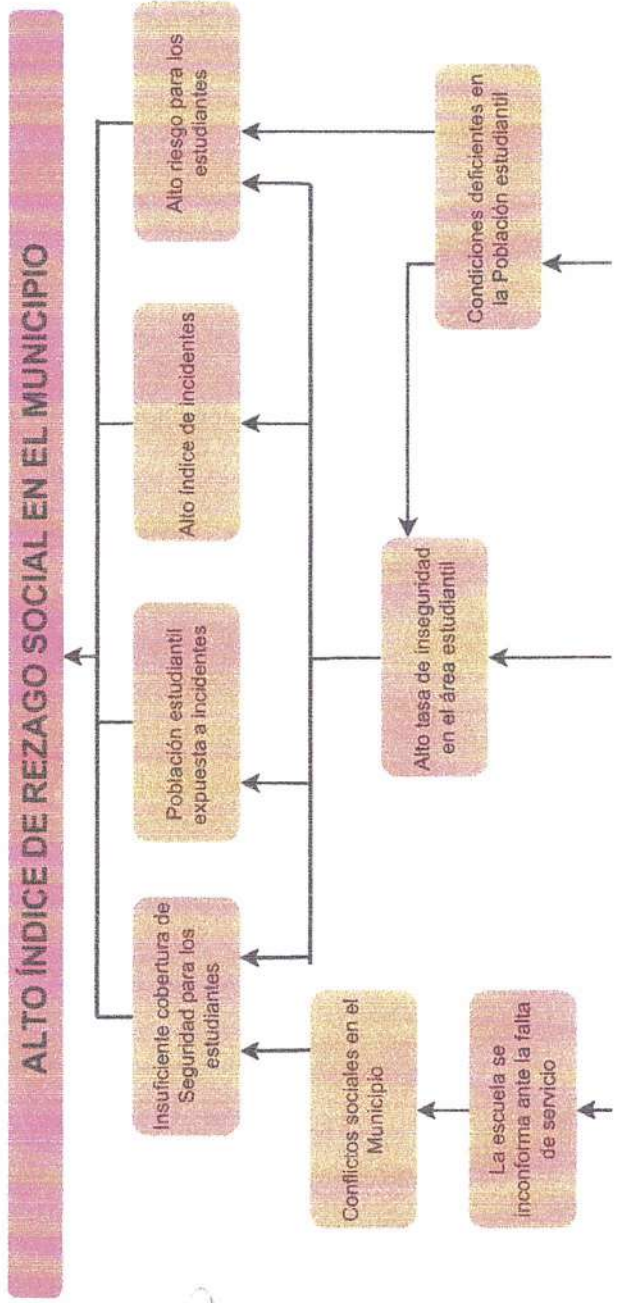 ALTO ÍNDICE DE REZAGO SOCIAL EN EL MUNICIPIO
Insuficiente cobertura de
Seguridad para los
estudiantes
Población estudiantil
expuesta a incidentes
Alto índice de incidentes
Alto riesgo para los
estudiantes
Conflictos sociales en el
Municipio
Alto tasa de inseguridad
en el área estudiantil
Condiciones deficientes en
la Población estudiantil
La escuela se
inconforma ante la falta
de servicio